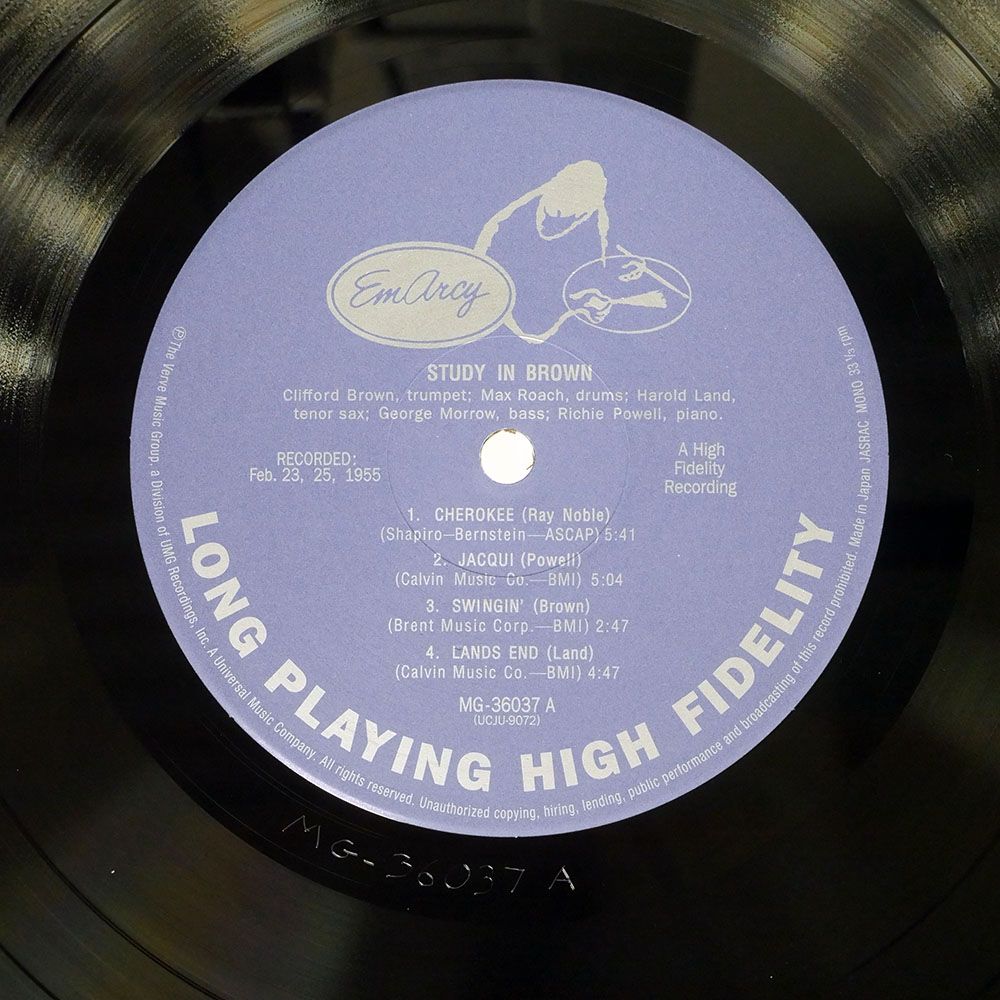 EmArcy
STUDY IN BROWN
Clifford Brown, trumpet; Max Roach, drums; Harold Land,
tenor sax; George Morrow, bass; Richie Powell, piano.
RECORDED:
Feb. 23, 25, 1955
A High
Fidelity
Recording
1. CHEROKEE (Ray Noble)
(Shapiro—Bernstein—ASCAP) 5:41
2. JACQUI (Powell)
(Calvin Music Co.—BMI) 5:04
3. SWINGIN' (Brown)
(Brent Music Corp.—BMI) 2:47
4. LANDS END (Land)
(Calvin Music Co.—BMI) 4:47
MG-36037 A
(UCJU-9072)
LONG PLAYING HIGH FIDELITY
℗The Verve Music Group. a Division of UMG Recordings, Inc. A Universal Music Company. All rights reserved. Unauthorized copying, hiring, lending, public performance and broadcasting of this record prohibited. Made in Japan JASRAC MONO 33⅓ rpm
MG-36037 A